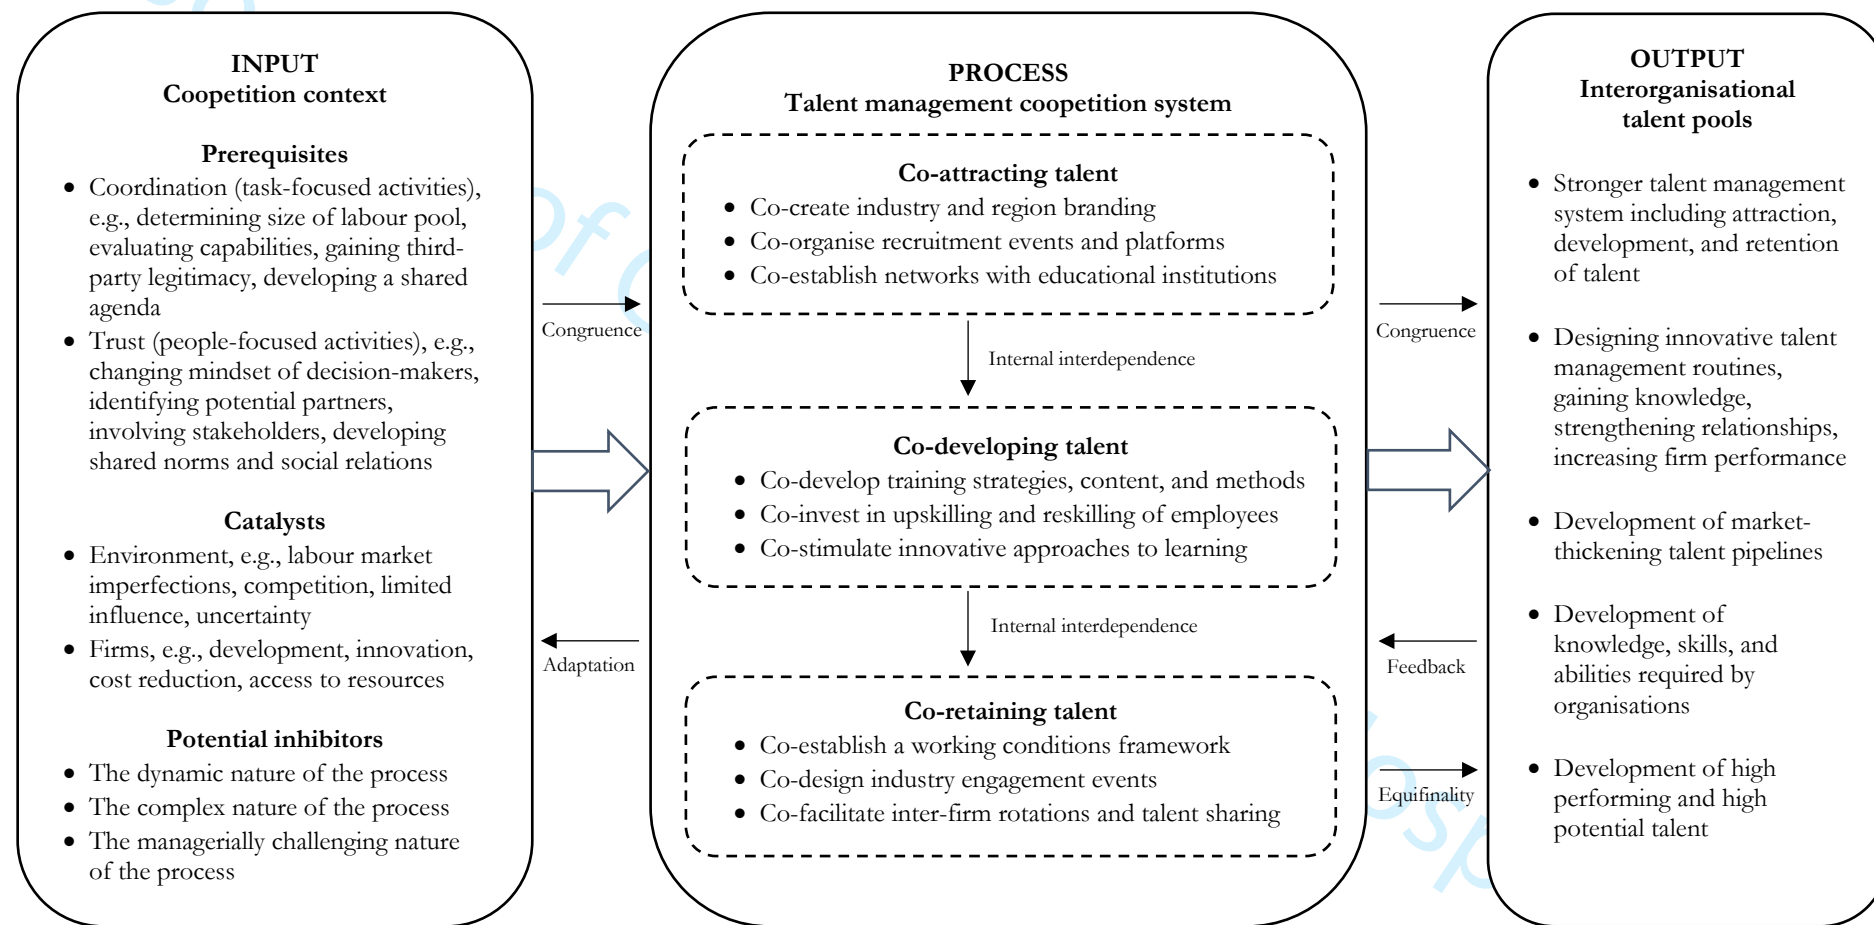 INPUT
Coopetition context
Prerequisites
• Coordination (task-focused activities),
e.g., determining size of labour pool,
evaluating capabilities, gaining third-
party legitimacy, developing a shared
agenda
• Trust (people-focused activities), e.g.,
changing mindset of decision-makers,
identifying potential partners,
involving stakeholders, developing
shared norms and social relations
Catalysts
• Environment, e.g., labour market
imperfections, competition, limited
influence, uncertainty
• Firms, e.g., development, innovation,
cost reduction, access to resources
Potential inhibitors
• The dynamic nature of the process
• The complex nature of the process
• The managerially challenging nature
of the process
Congruence
Adaptation
PROCESS
Talent management coopetition system
Co-attracting talent
• Co-create industry and region branding
• Co-organise recruitment events and platforms
• Co-establish networks with educational institutions
Internal interdependence
Co-developing talent
• Co-develop training strategies, content, and methods
• Co-invest in upskilling and reskilling of employees
• Co-stimulate innovative approaches to learning
Internal interdependence
Co-retaining talent
• Co-establish a working conditions framework
• Co-design industry engagement events
• Co-facilitate inter-firm rotations and talent sharing
Congruence
Feedback
Equifinality
OUTPUT
Interorganisational
talent pools
• Stronger talent management
system including attraction,
development, and retention
of talent
• Designing innovative talent
management routines,
gaining knowledge,
strengthening relationships,
increasing firm performance
• Development of market-
thickening talent pipelines
• Development of
knowledge, skills, and
abilities required by
organisations
• Development of high
performing and high
potential talent
of